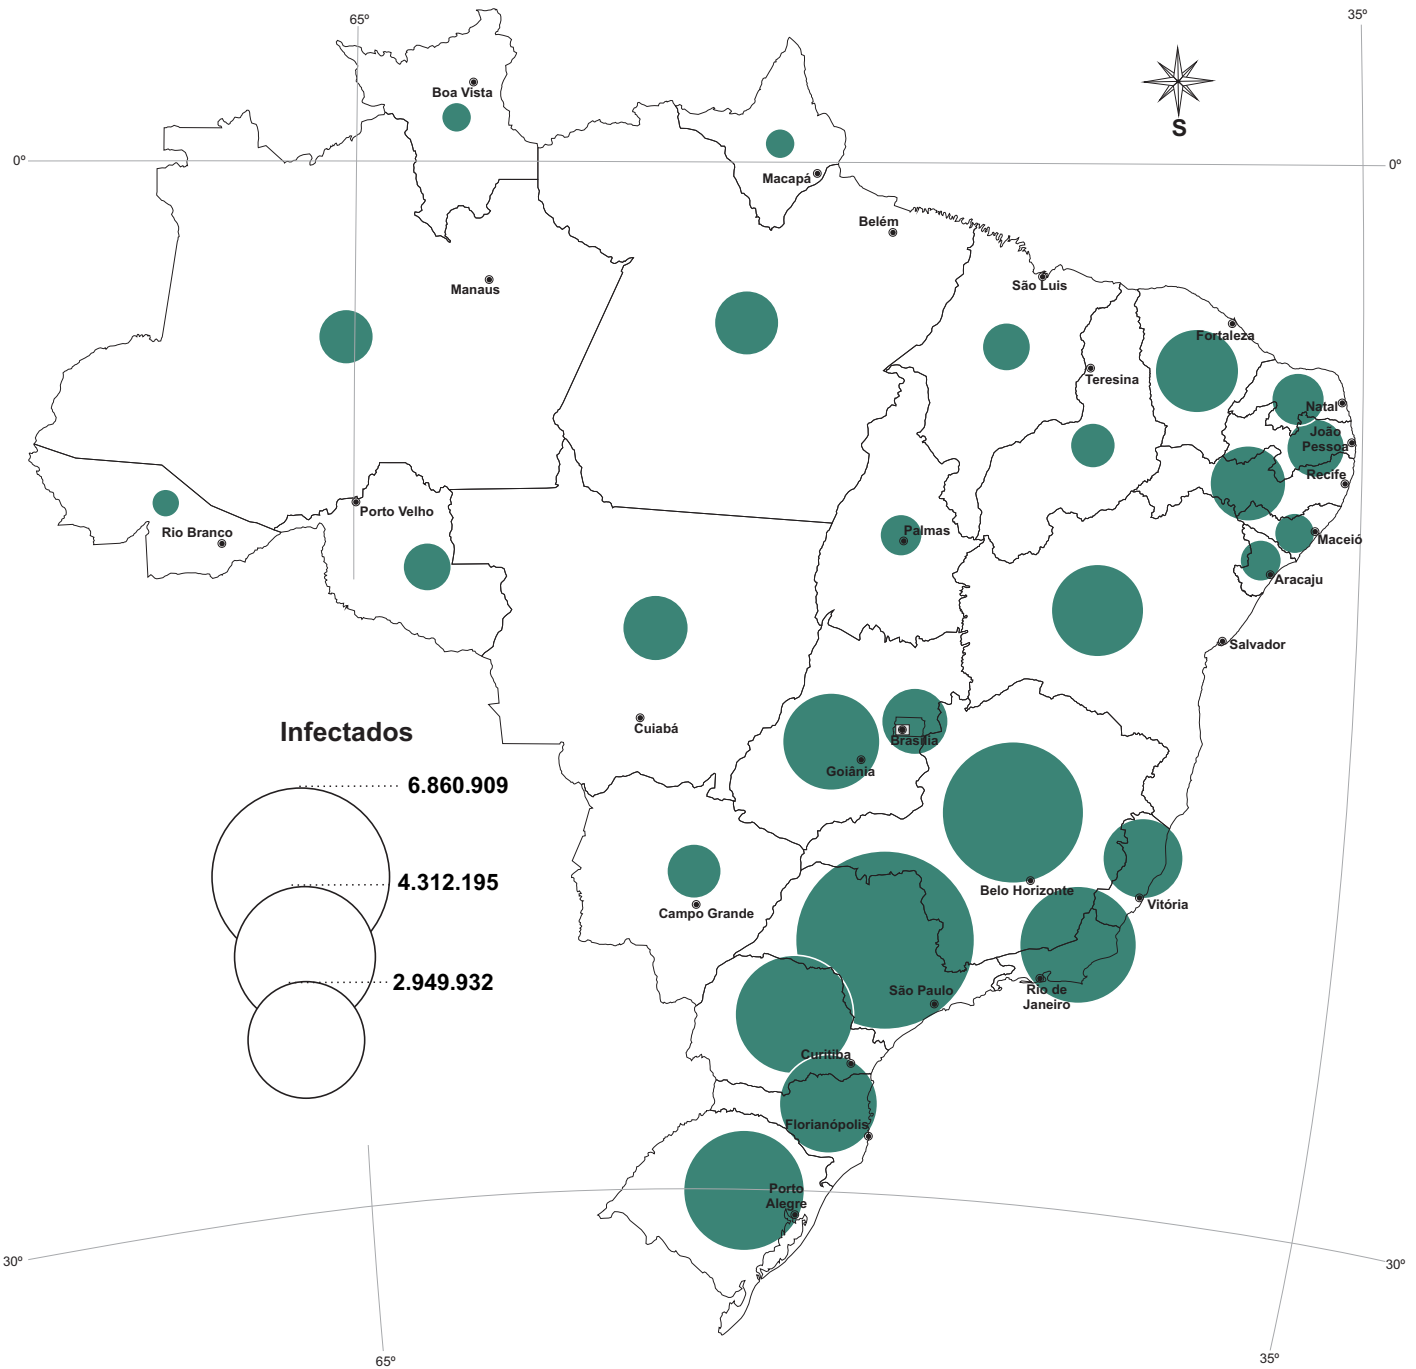 65º
35º
Boa Vista
S
0º
0º
Macapá
Belém
Manaus
São Luis
Fortaleza
Teresina
Natal
João
Pessoa
Recife
Porto Velho
Rio Branco
Palmas
Maceió
Aracaju
Salvador
Cuiabá
Infectados
Brasília
Goiânia
6.860.909
4.312.195
Belo Horizonte
Vitória
Campo Grande
2.949.932
São Paulo
Rio de
Janeiro
Curitiba
Florianópolis
Porto
Alegre
30º
30º
65º
35º